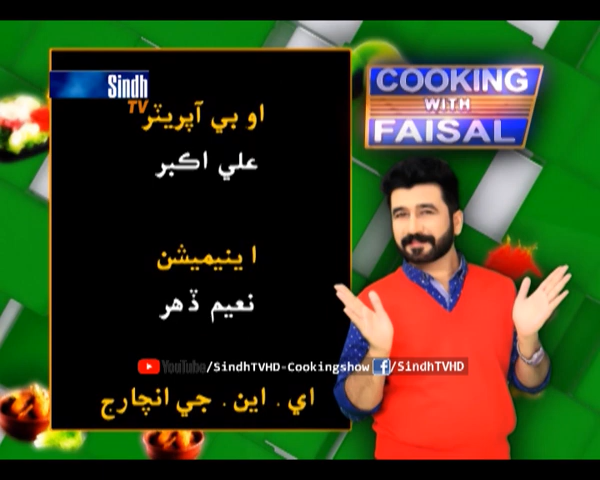 Sindh
TV
او بي آپريٽر
علي اڪبر
اينيميشن
نعيم ڏهر
YouTube/SindhTVHD-Cookingshow f/SindhTVHD
اي . اين . جي انچارج
COOKING
WITH
FAISAL